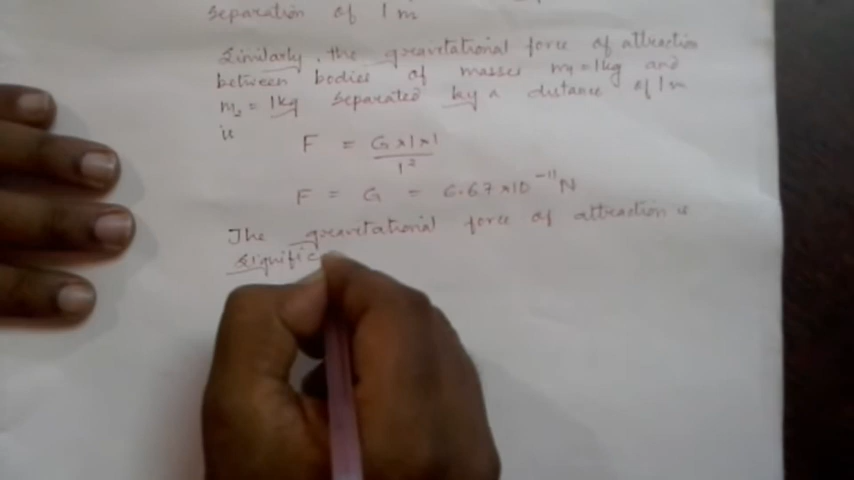 separation of 1 m
Similarly, the gravitational force of attraction
between bodies of masses m₁ = 1kg and
m₂ = 1kg separated by a distance of 1 m
is
F = G×1×1 / 1²
F = G = 6.67×10⁻¹¹ N
The gravitational force of attraction is
signific